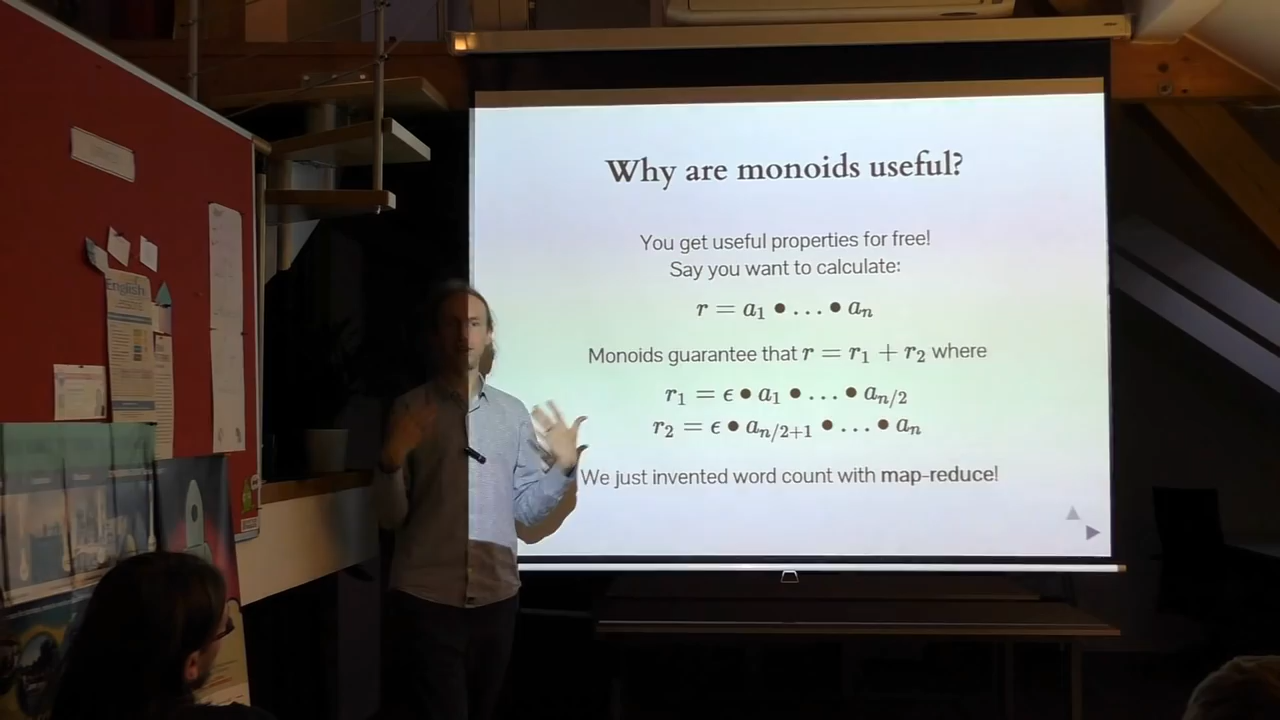 Why are monoids useful?
You get useful properties for free!
Say you want to calculate:
r = a₁ • … • aₙ
Monoids guarantee that r = r₁ + r₂ where
r₁ = ϵ • a₁ • … • aₙ/₂
r₂ = ϵ • aₙ/₂₊₁ • … • aₙ
We just invented word count with map-reduce!
English